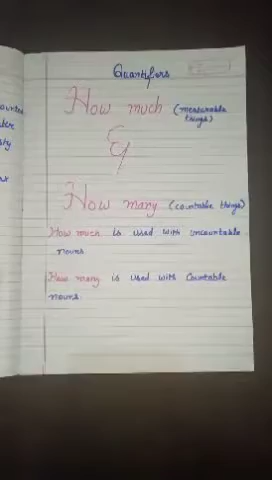 Quantifiers
How much (measurable
things)
&
How many (countable things)
How much is used with uncountable
nouns
How many is used with Countable
nouns.